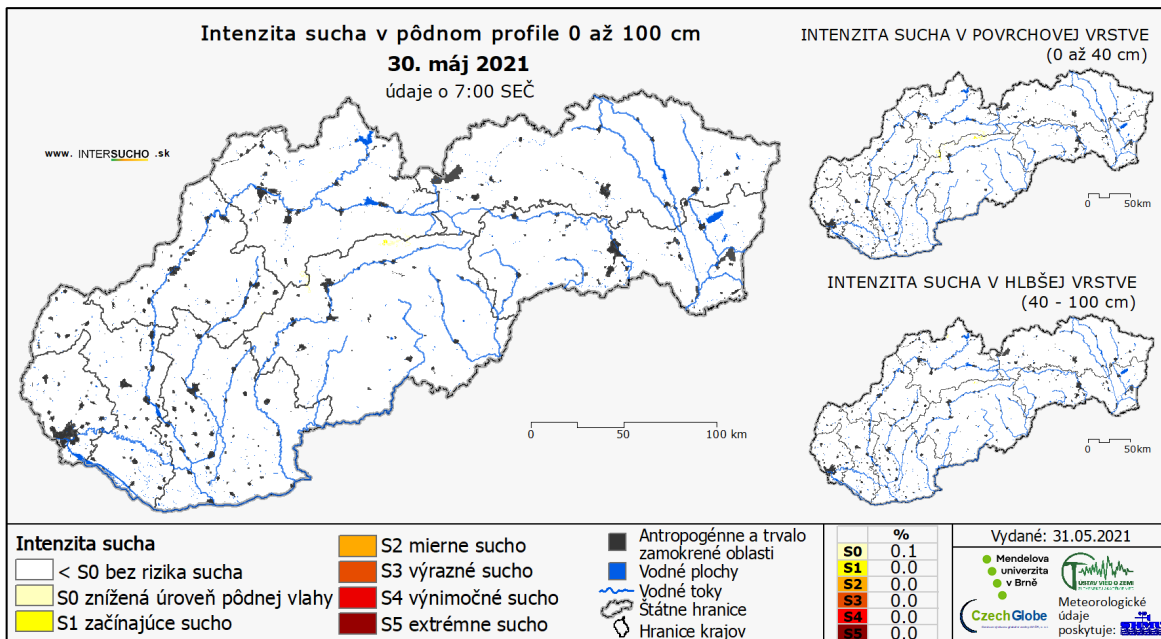 Intenzita sucha v pôdnom profile 0 až 100 cm
30. máj 2021
údaje o 7:00 SEČ
www. INTERSUCHO .sk
INTENZITA SUCHA V POVRCHOVEJ VRSTVE
(0 až 40 cm)
0 50km
INTENZITA SUCHA V HLBŠEJ VRSTVE
(40 - 100 cm)
0 50km
0 50 100 km
Intenzita sucha
< S0 bez rizika sucha
S0 znížená úroveň pôdnej vlahy
S1 začínajúce sucho
S2 mierne sucho
S3 výrazné sucho
S4 výnimočné sucho
S5 extrémne sucho
Antropogénne a trvalo
zamokrené oblasti
Vodné plochy
Vodné toky
Štátne hranice
Hranice krajov
%
S0 0.1
S1 0.0
S2 0.0
S3 0.0
S4 0.0
S5 0.0
Vydané: 31.05.2021
Mendelova
univerzita
v Brně
ÚSTAV VIED O ZEMI
CzechGlobe
Meteorologické
údaje
poskytuje: